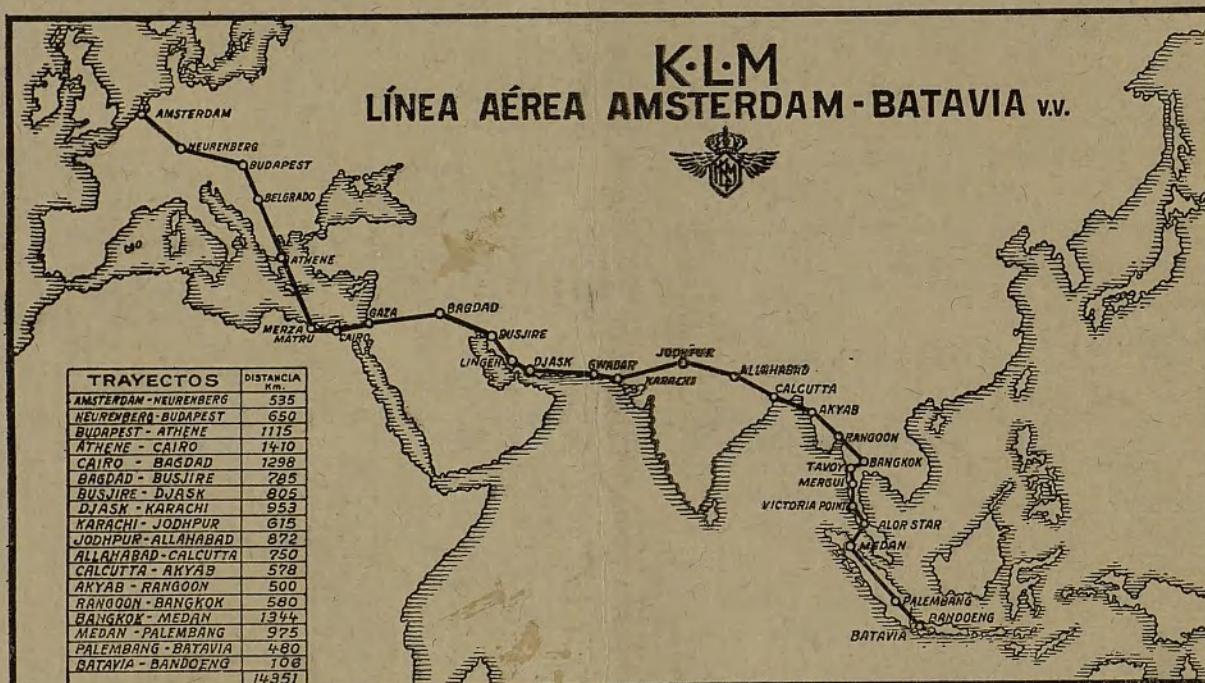 K·L·M
LÍNEA AÉREA AMSTERDAM - BATAVIA v.v.
KLM
AMSTERDAM
NEURENBERG
BUDAPEST
BELGRADO
ATHENE
MERZA
MATRU
CAIRO
GAZA
BAGDAD
BUSJIRE
LINGEH
DJASK
GWADAR
KARACHI
JODHPUR
ALLAHABAD
CALCUTTA
AKYAB
RANGOON
BANGKOK
TAVOY
MERGUI
VICTORIA POINT
ALOR STAR
MEDAN
PALEMBANG
BANDOENG
BATAVIA
TRAYECTOS DISTANCIA Km.
AMSTERDAM - NEURENBERG 535
NEURENBERG - BUDAPEST 650
BUDAPEST - ATHENE 1115
ATHENE - CAIRO 1410
CAIRO - BAGDAD 1298
BAGDAD - BUSJIRE 785
BUSJIRE - DJASK 805
DJASK - KARACHI 953
KARACHI - JODHPUR 615
JODHPUR - ALLAHABAD 872
ALLAHABAD - CALCUTTA 750
CALCUTTA - AKYAB 578
AKYAB - RANGOON 500
RANGOON - BANGKOK 580
BANGKOK - MEDAN 1344
MEDAN - PALEMBANG 975
PALEMBANG - BATAVIA 480
BATAVIA - BANDOENG 106
14351